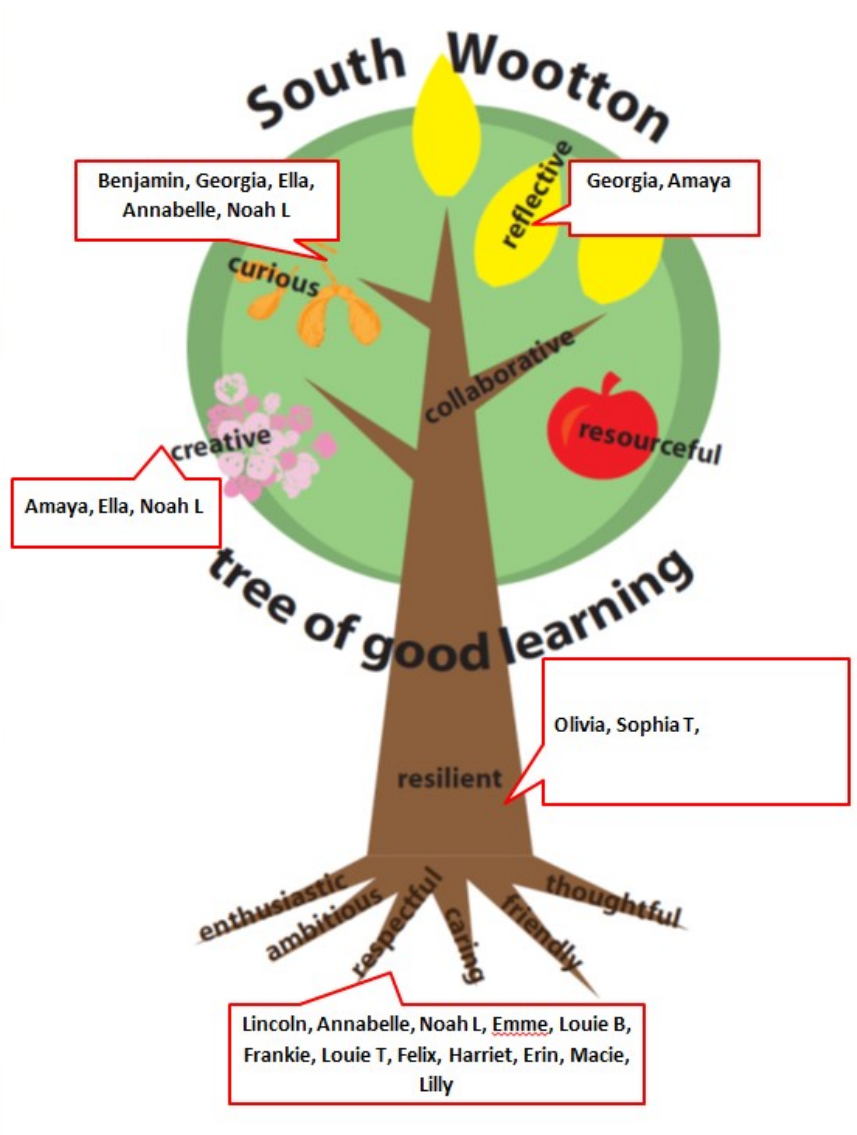 South Wootton
Benjamin, Georgia, Ella,
Annabelle, Noah L
reflective
Georgia, Amaya
curious
collaborative
creative
resourceful
Amaya, Ella, Noah L
tree of good learning
Olivia, Sophia T,
resilient
enthusiastic
ambitious
respectful
caring
friendly
thoughtful
Lincoln, Annabelle, Noah L, Emme, Louie B,
Frankie, Louie T, Felix, Harriet, Erin, Macie,
Lilly